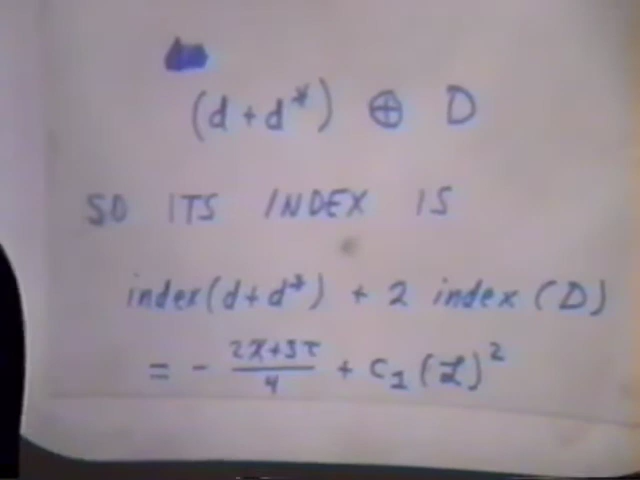 (d + d*) ⊕ D
SO ITS INDEX IS
index(d+d*) + 2 index (D)
= - 2χ+3τ/4 + c₁(ℒ)²